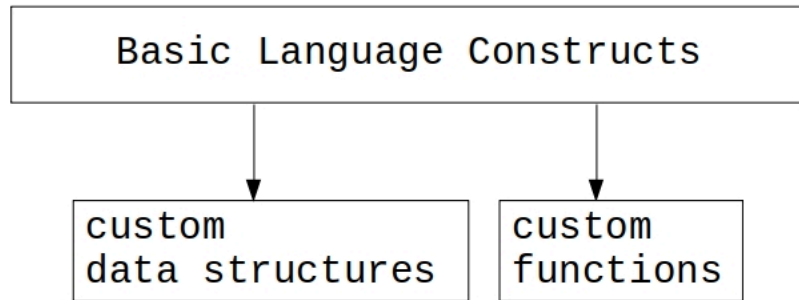 Basic Language Constructs
custom
data structures
custom
functions